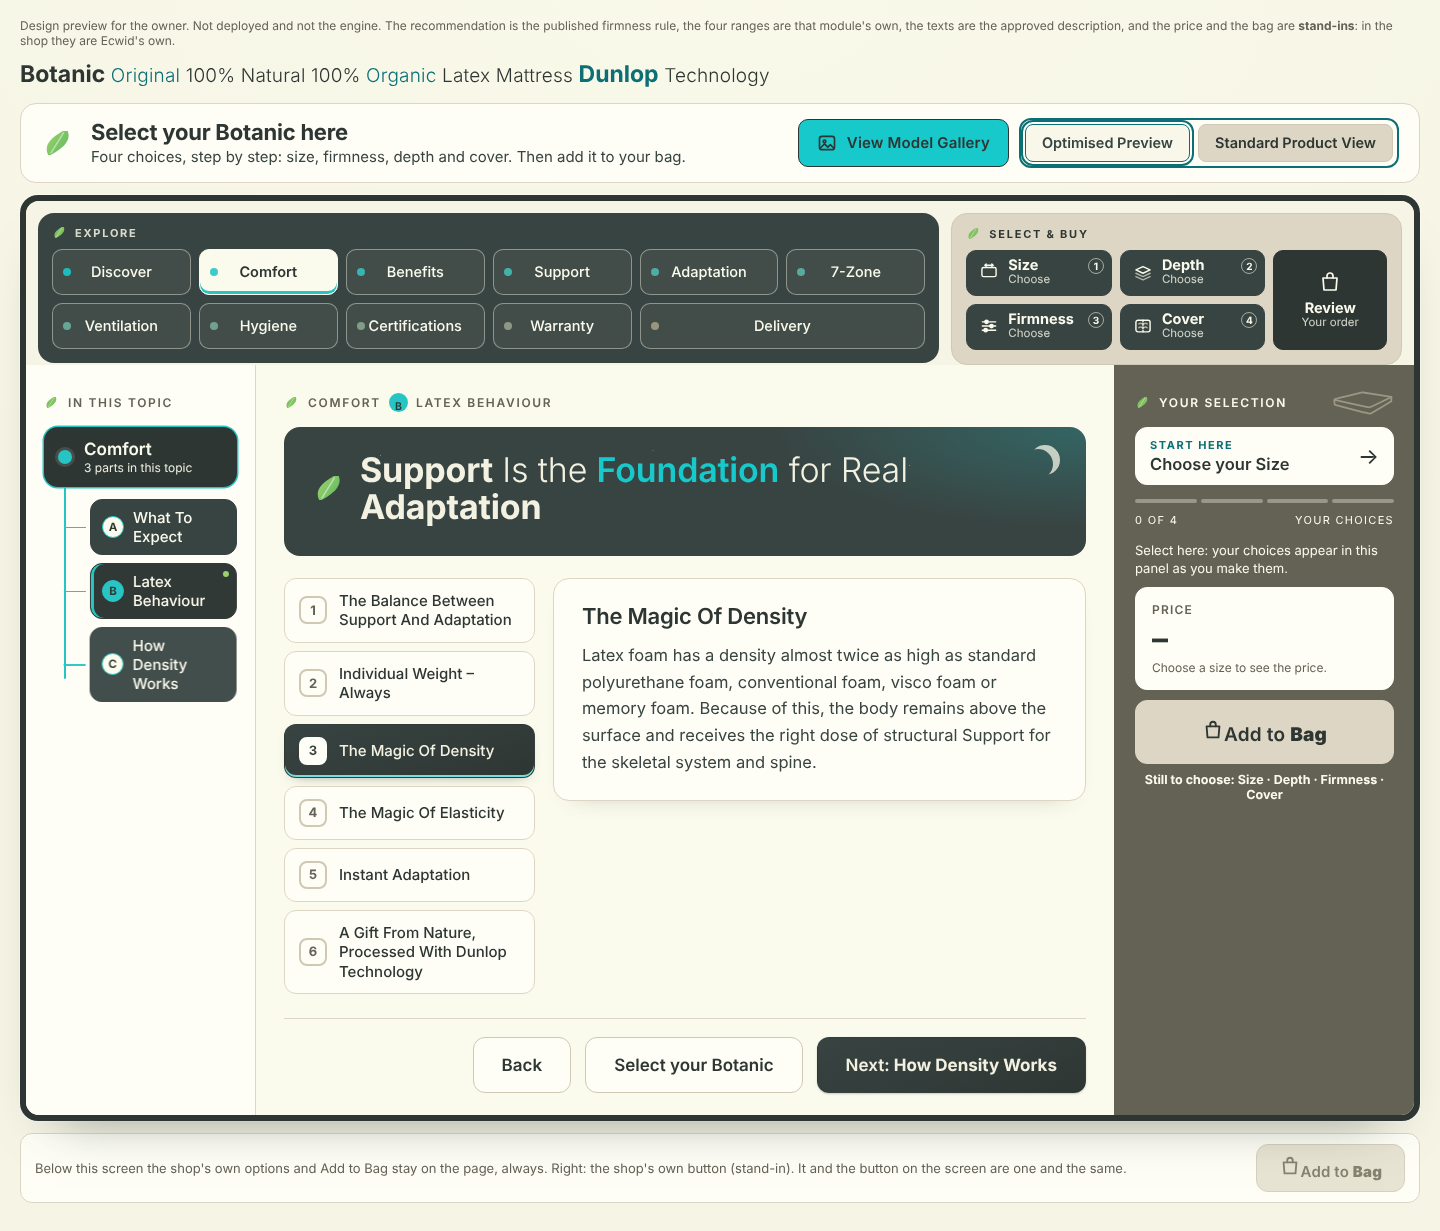 Design preview for the owner. Not deployed and not the engine. The recommendation is the published firmness rule, the four ranges are that module's own, the texts are the approved description, and the price and the bag are stand-ins: in the
shop they are Ecwid's own.
Botanic Original 100% Natural 100% Organic Latex Mattress Dunlop Technology
Select your Botanic here
Four choices, step by step: size, firmness, depth and cover. Then add it to your bag.
View Model Gallery
Optimised Preview
Standard Product View
EXPLORE
Discover
Comfort
Benefits
Support
Adaptation
7-Zone
Ventilation
Hygiene
Certifications
Warranty
Delivery
SELECT & BUY
Size
Choose
1
Depth
Choose
2
Firmness
Choose
3
Cover
Choose
4
Review
Your order
IN THIS TOPIC
Comfort
3 parts in this topic
A
What To
Expect
B
Latex
Behaviour
C
How
Density
Works
COMFORT B LATEX BEHAVIOUR
Support Is the Foundation for Real
Adaptation
1
The Balance Between
Support And Adaptation
2
Individual Weight –
Always
3
The Magic Of Density
4
The Magic Of Elasticity
5
Instant Adaptation
6
A Gift From Nature,
Processed With Dunlop
Technology
The Magic Of Density
Latex foam has a density almost twice as high as standard
polyurethane foam, conventional foam, visco foam or
memory foam. Because of this, the body remains above the
surface and receives the right dose of structural Support for
the skeletal system and spine.
Back
Select your Botanic
Next: How Density Works
YOUR SELECTION
START HERE
Choose your Size
0 OF 4
YOUR CHOICES
Select here: your choices appear in this
panel as you make them.
PRICE
–
Choose a size to see the price.
Add to Bag
Still to choose: Size · Depth · Firmness ·
Cover
Below this screen the shop's own options and Add to Bag stay on the page, always. Right: the shop's own button (stand-in). It and the button on the screen are one and the same.
Add to Bag